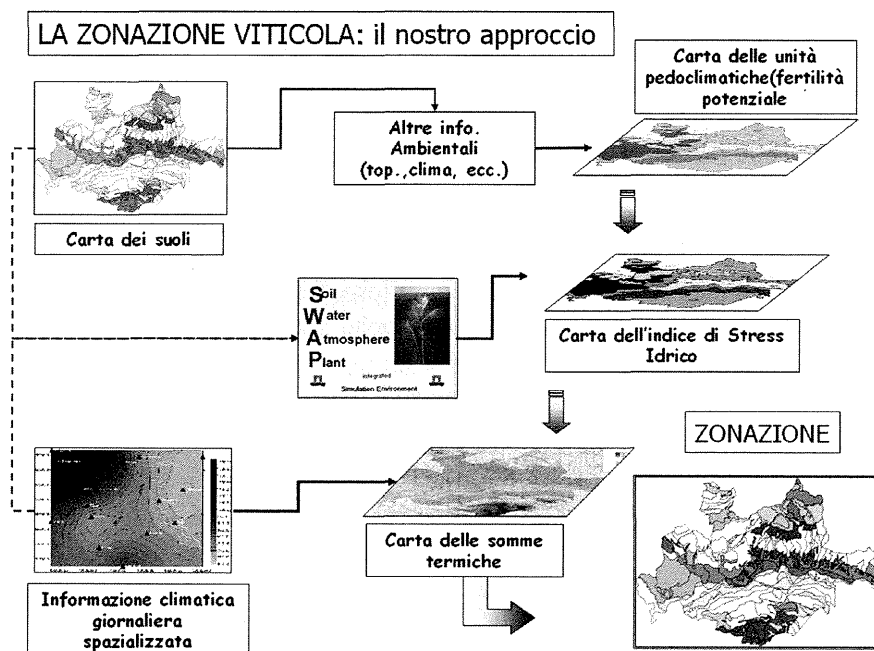 LA ZONAZIONE VITICOLA: il nostro approccio
Carta delle unità
pedoclimatiche(fertilità
potenziale
Altre info.
Ambientali
(top.,clima, ecc.)
Carta dei suoli
Soil
Water
Atmosphere
Plant
integrated
Simulation Environment
Carta dell'indice di Stress
Idrico
ZONAZIONE
Carta delle somme
termiche
Informazione climatica
giornaliera
spazializzata